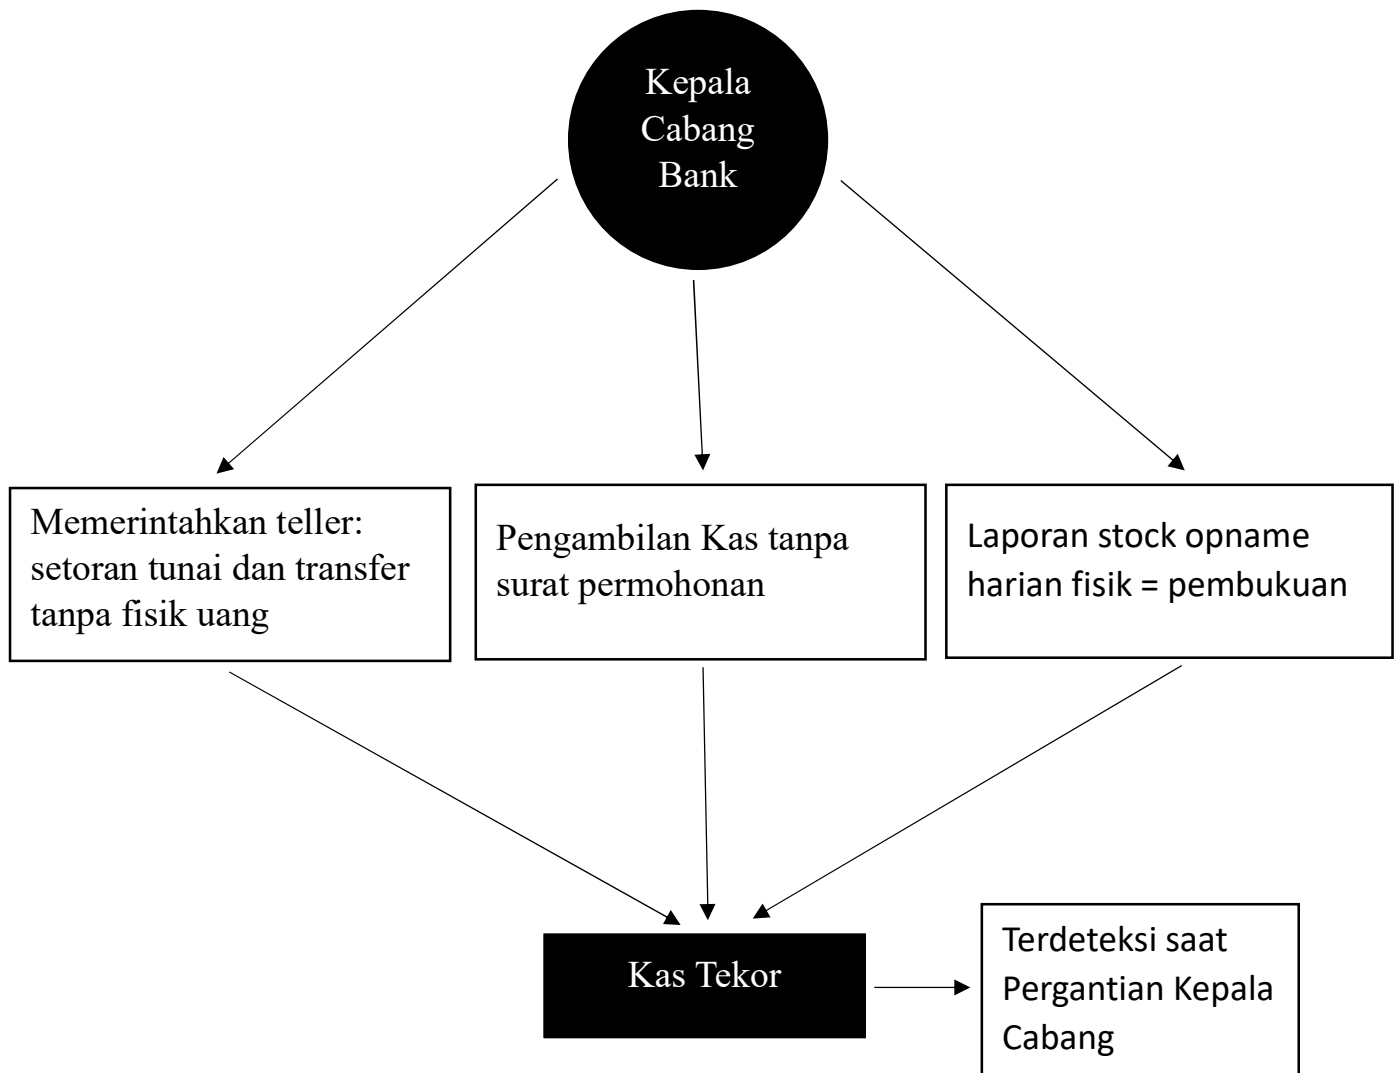 Kepala
Cabang
Bank
Memerintahkan teller:
setoran tunai dan transfer
tanpa fisik uang
Pengambilan Kas tanpa
surat permohonan
Laporan stock opname
harian fisik = pembukuan
Kas Tekor
Terdeteksi saat
Pergantian Kepala
Cabang